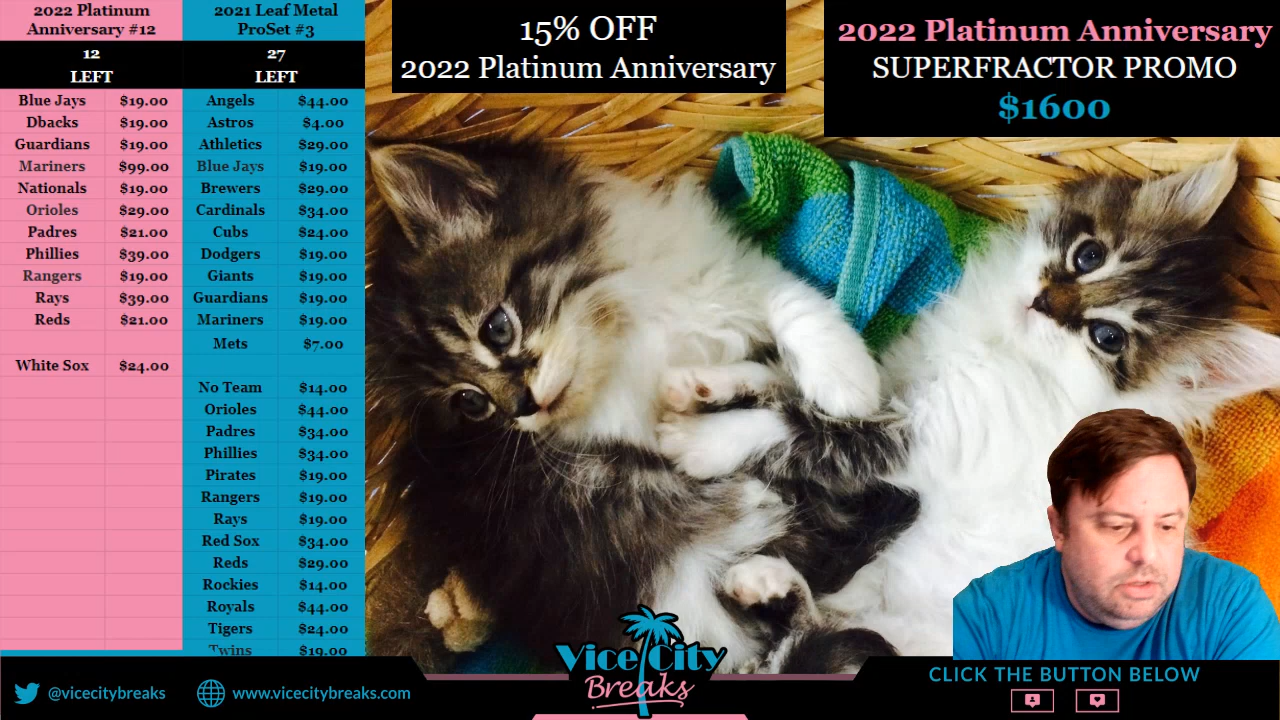 2022 Platinum
Anniversary #12
12
LEFT
Blue Jays $19.00
Dbacks $19.00
Guardians $19.00
Mariners $99.00
Nationals $19.00
Orioles $29.00
Padres $21.00
Phillies $39.00
Rangers $19.00
Rays $39.00
Reds $21.00
White Sox $24.00
2021 Leaf Metal
ProSet #3
27
LEFT
Angels $44.00
Astros $4.00
Athletics $29.00
Blue Jays $19.00
Brewers $29.00
Cardinals $34.00
Cubs $24.00
Dodgers $19.00
Giants $19.00
Guardians $19.00
Mariners $19.00
Mets $7.00
No Team $14.00
Orioles $44.00
Padres $34.00
Phillies $34.00
Pirates $19.00
Rangers $19.00
Rays $19.00
Red Sox $34.00
Reds $29.00
Rockies $14.00
Royals $44.00
Tigers $24.00
Twins $19.00
15% OFF
2022 Platinum Anniversary
2022 Platinum Anniversary
SUPERFRACTOR PROMO
$1600
@vicecitybreaks
www.vicecitybreaks.com
Vice City
Breaks
CLICK THE BUTTON BELOW